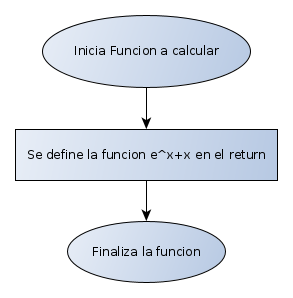 Inicia Funcion a calcular
Se define la funcion e^x+x en el return
Finaliza la funcion